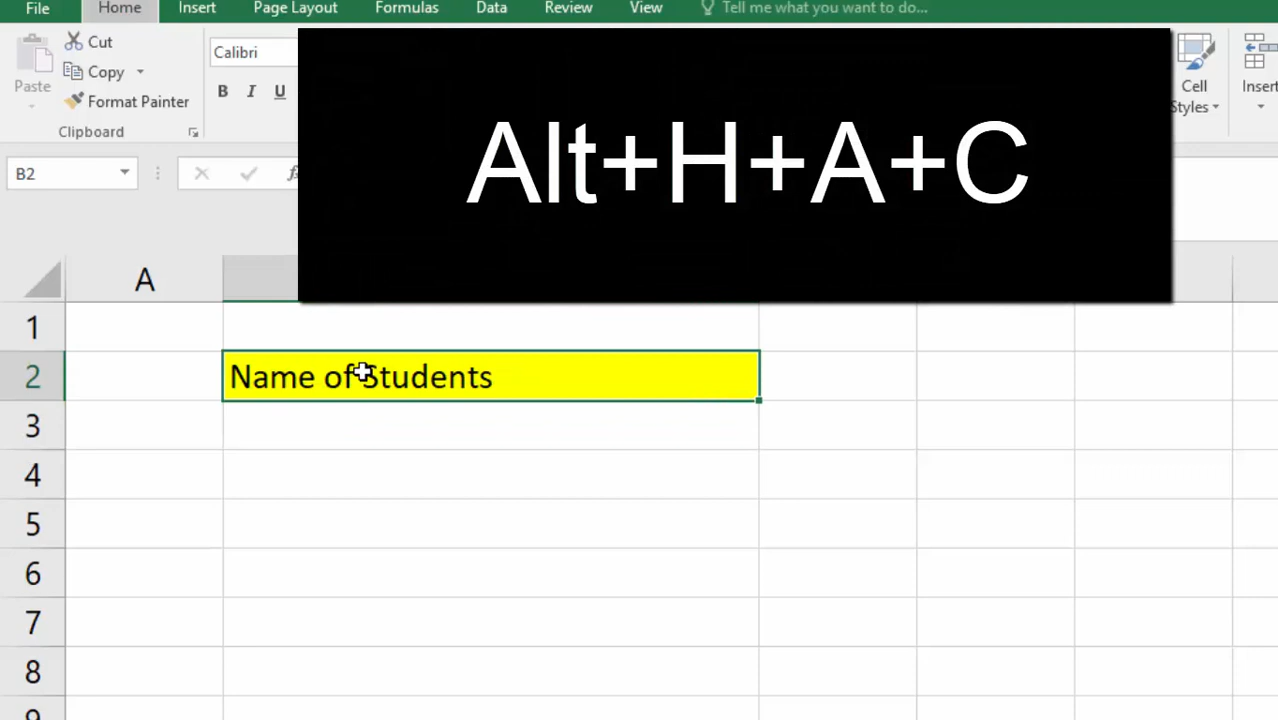 File Home Insert Page Layout Formulas Data Review View Tell me what you want to do...
Cut
Copy
Format Painter
Paste
Clipboard
Calibri
B I U
Cell
Styles
Insert
Alt+H+A+C
B2
A
1
2 Name of Students
3
4
5
6
7
8
9